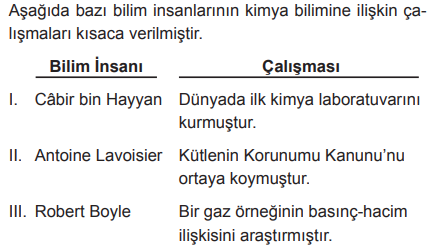 Aşağıda bazı bilim insanlarının kimya bilimine ilişkin ça-
lışmaları kısaca verilmiştir.
Bilim İnsanı Çalışması
I. Câbir bin Hayyan Dünyada ilk kimya laboratuvarını
kurmuştur.
II. Antoine Lavoisier Kütlenin Korunumu Kanunu’nu
ortaya koymuştur.
III. Robert Boyle Bir gaz örneğinin basınç-hacim
ilişkisini araştırmıştır.